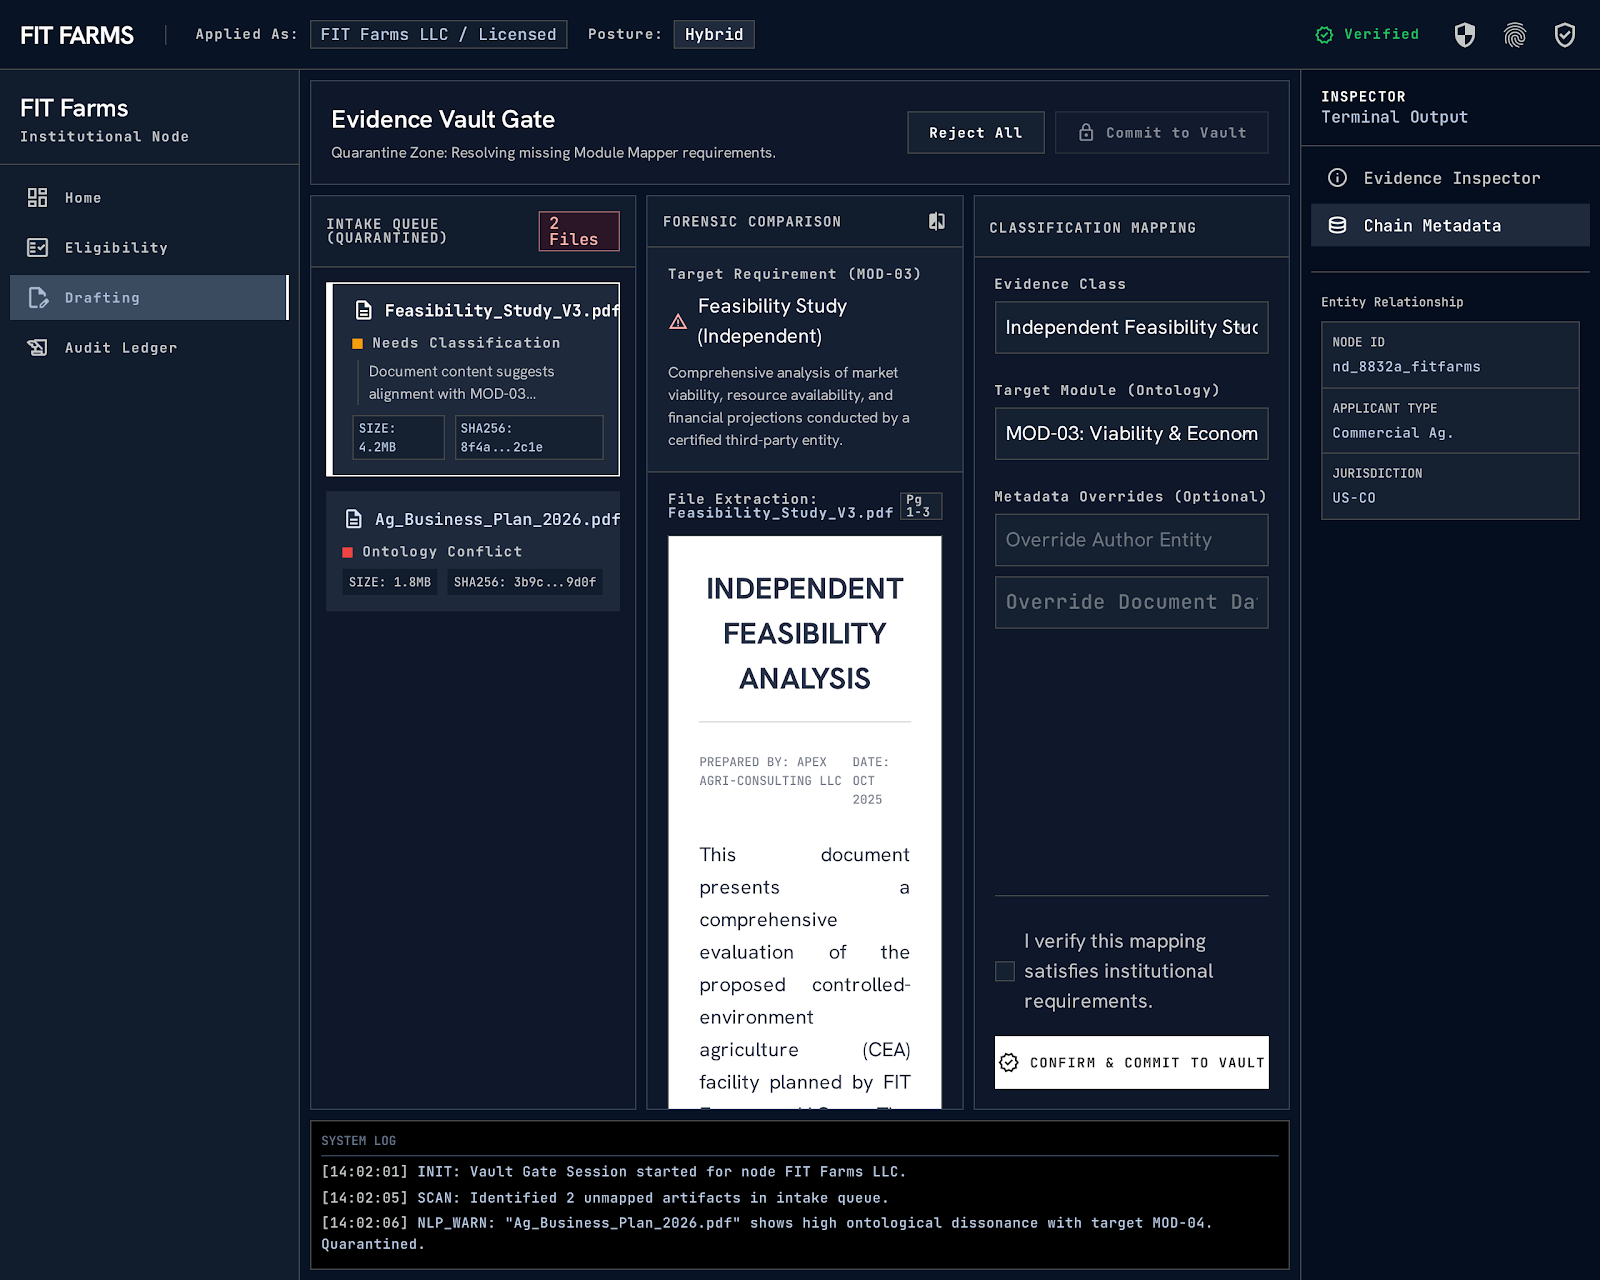 FIT FARMS
Applied As:
FIT Farms LLC / Licensed
Posture:
Hybrid
Verified
FIT Farms
Institutional Node
Home
Eligibility
Drafting
Audit Ledger
Evidence Vault Gate
Quarantine Zone: Resolving missing Module Mapper requirements.
Reject All
Commit to Vault
INTAKE QUEUE
(QUARANTINED)
2
Files
Feasibility_Study_V3.pdf
Needs Classification
Document content suggests
alignment with MOD-03...
SIZE:
4.2MB
SHA256:
8f4a...2c1e
Ag_Business_Plan_2026.pdf
Ontology Conflict
SIZE: 1.8MB
SHA256: 3b9c...9d0f
FORENSIC COMPARISON
Target Requirement (MOD-03)
Feasibility Study
(Independent)
Comprehensive analysis of market
viability, resource availability, and
financial projections conducted by a
certified third-party entity.
File Extraction:
Feasibility_Study_V3.pdf
Pg
1-3
INDEPENDENT
FEASIBILITY
ANALYSIS
PREPARED BY: APEX
AGRI-CONSULTING LLC
DATE:
OCT
2025
This document
presents a
comprehensive
evaluation of the
proposed controlled-
environment
agriculture (CEA)
facility planned by FIT
CLASSIFICATION MAPPING
Evidence Class
Independent Feasibility
Target Module (Ontology)
MOD-03: Viability & Econom
Metadata Overrides (Optional)
Override Author Entity
Override Document Da
I verify this mapping
satisfies institutional
requirements.
CONFIRM & COMMIT TO VAULT
INSPECTOR
Terminal Output
Evidence Inspector
Chain Metadata
Entity Relationship
NODE ID
nd_8832a_fitfarms
APPLICANT TYPE
Commercial Ag.
JURISDICTION
US-CO
SYSTEM LOG
[14:02:01] INIT: Vault Gate Session started for node FIT Farms LLC.
[14:02:05] SCAN: Identified 2 unmapped artifacts in intake queue.
[14:02:06] NLP_WARN: "Ag_Business_Plan_2026.pdf" shows high ontological dissonance with target MOD-04.
Quarantined.